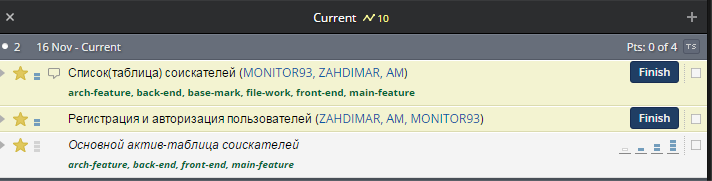 Current 10
2 16 Nov - Current Pts: 0 of 4 TS
Список(таблица) соискателей (MONITOR93, ZAHDIMAR, AM) Finish
arch-feature, back-end, base-mark, file-work, front-end, main-feature
Регистрация и авторизация пользователей (ZAHDIMAR, AM, MONITOR93) Finish
Основной актив-таблица соискателей
arch-feature, back-end, front-end, main-feature